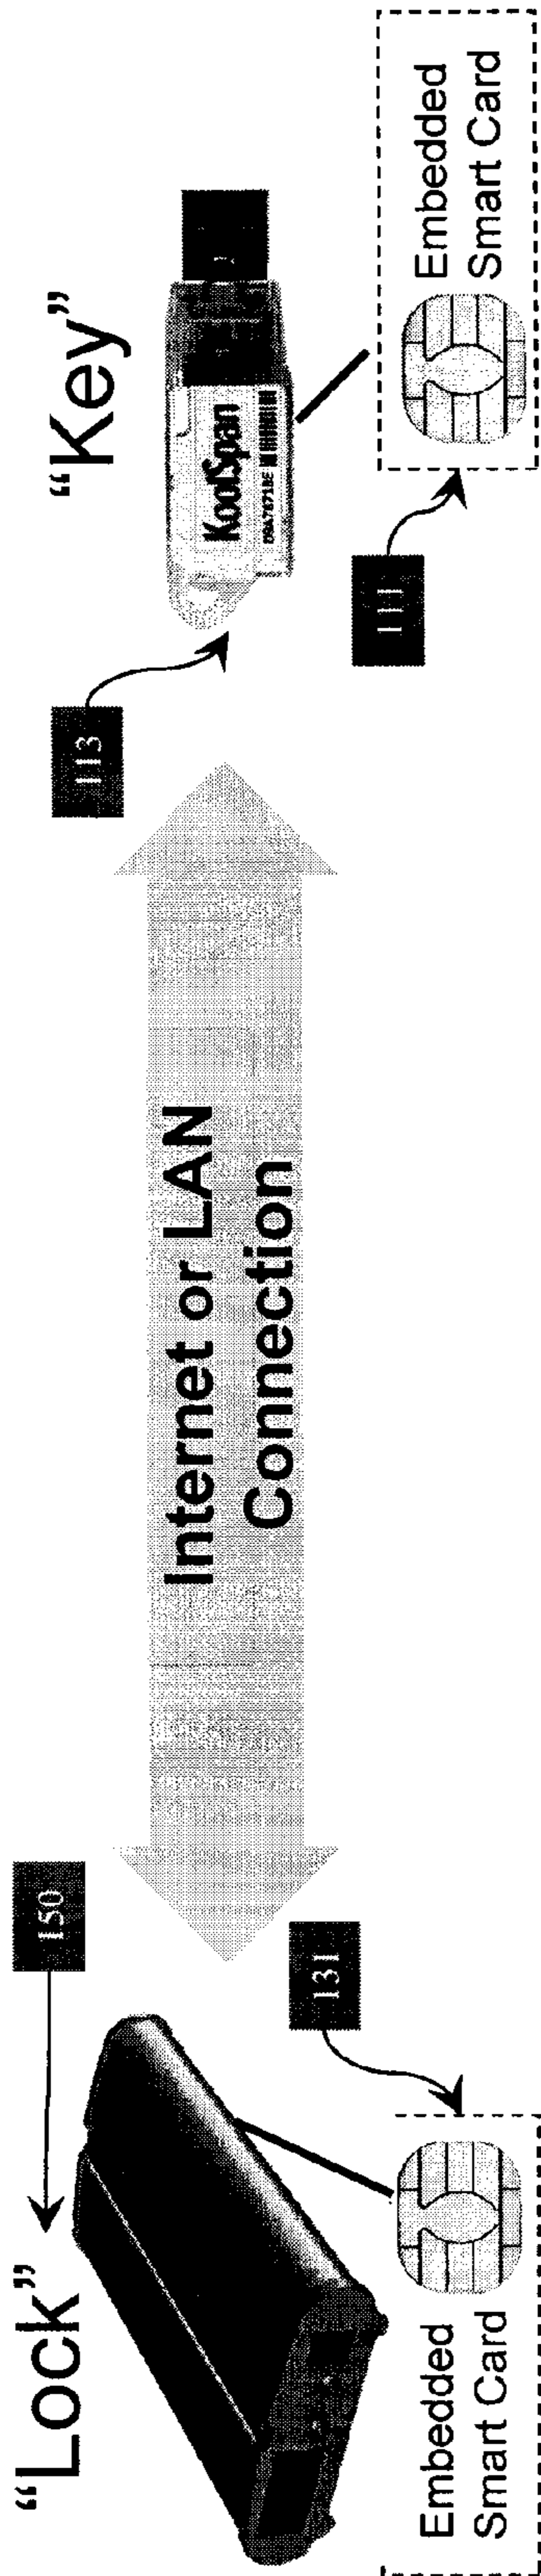 “Lock”
150
Embedded
Smart Card
131
Internet or LAN
Connection
“Key”
113
KoolSpan
111
Embedded
Smart Card